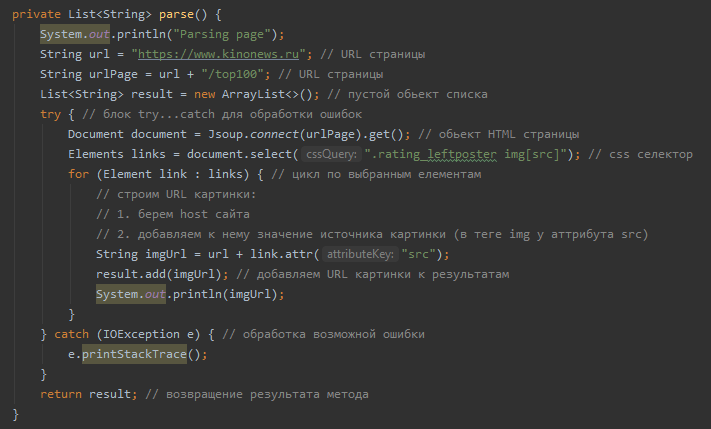 private List<String> parse() {
System.out.println("Parsing page");
String url = "https://www.kinonews.ru"; // URL страницы
String urlPage = url + "/top100"; // URL страницы
List<String> result = new ArrayList<>(); // пустой обьект списка
try { // блок try...catch для обработки ошибок
Document document = Jsoup.connect(urlPage).get(); // обьект HTML страницы
Elements links = document.select( cssQuery: ".rating_leftposter img[src]"); // css селектор
for (Element link : links) { // цикл по выбранным елементам
// строим URL картинки:
// 1. берем host сайта
// 2. добавляем к нему значение источника картинки (в теге img у аттрибута src)
String imgUrl = url + link.attr( attributeKey: "src");
result.add(imgUrl); // добавляем URL картинки к результатам
System.out.println(imgUrl);
}
} catch (IOException e) { // обработка возможной ошибки
e.printStackTrace();
}
return result; // возвращение результата метода
}